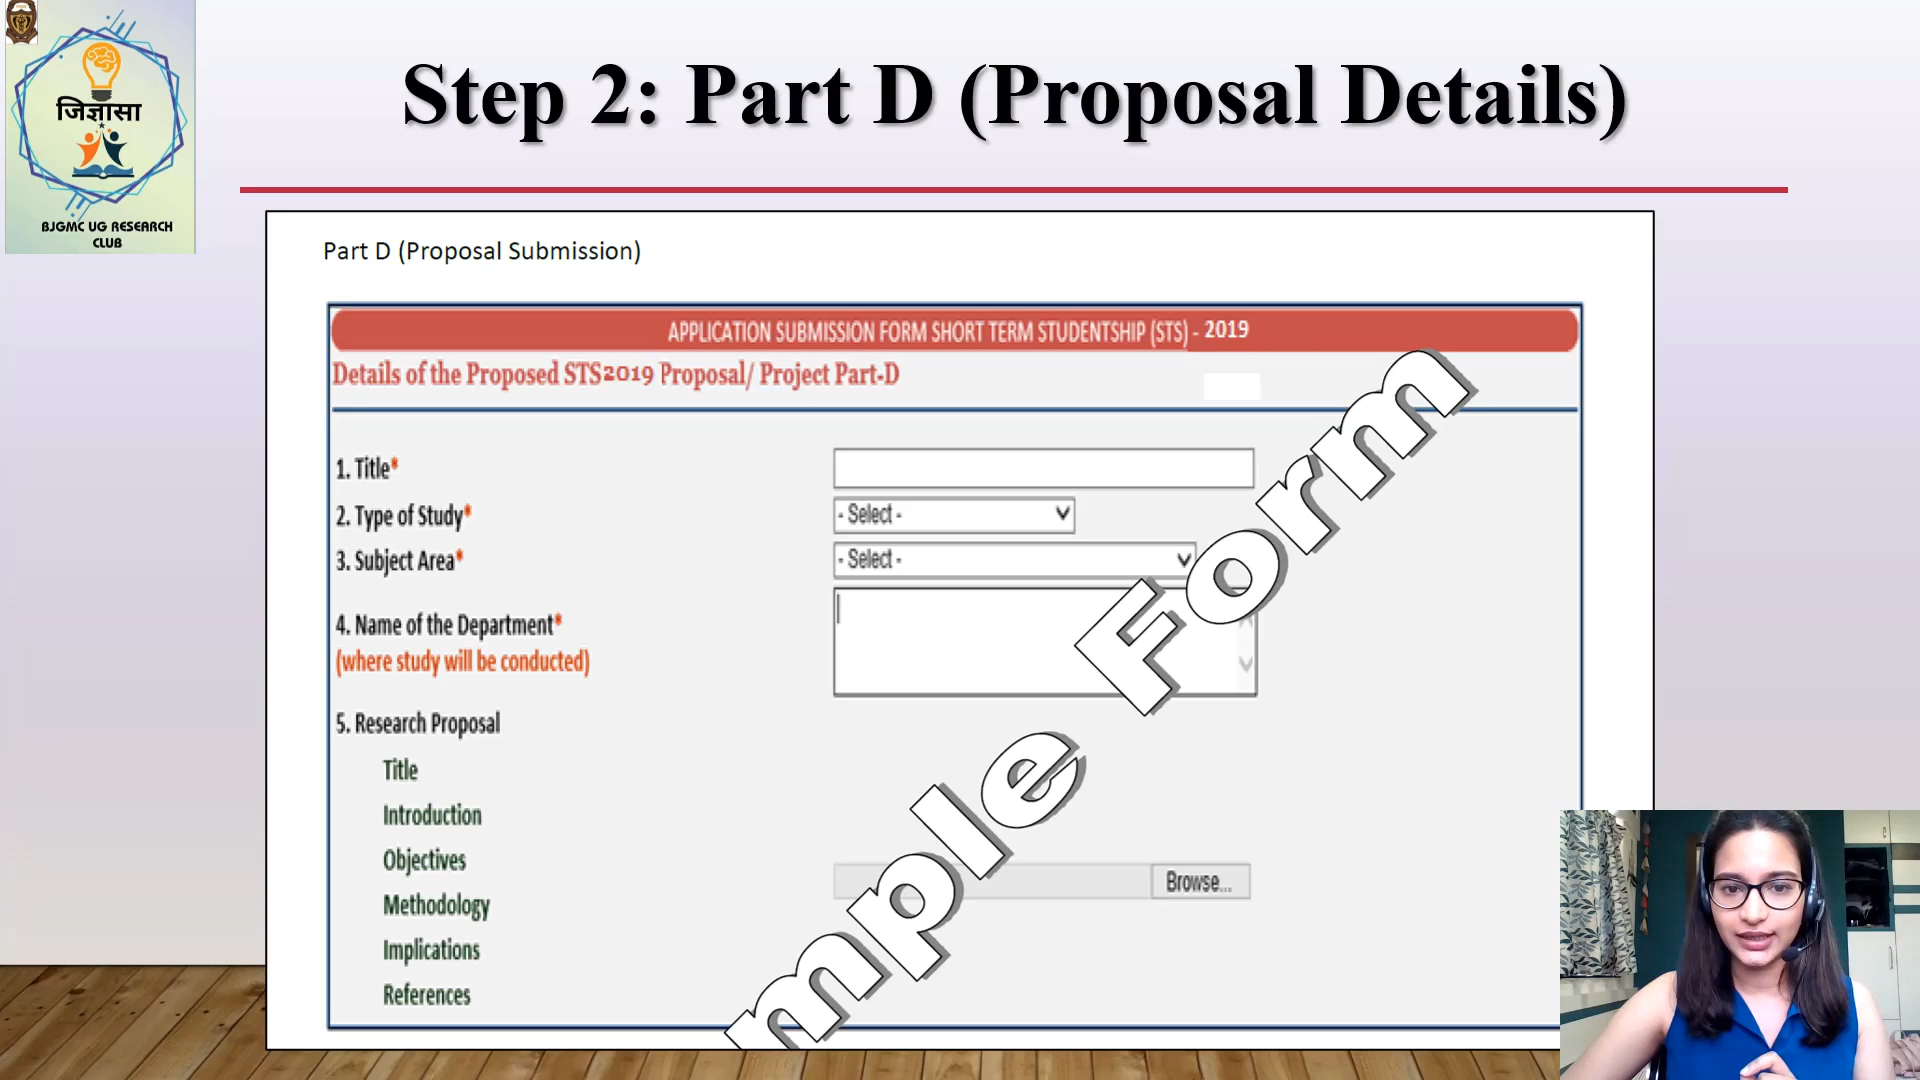 Step 2: Part D (Proposal Details)
जिज्ञासा
BJGMC UG RESEARCH
CLUB
Part D (Proposal Submission)
APPLICATION SUBMISSION FORM SHORT TERM STUDENTSHIP (STS) - 2019
Details of the Proposed STS2019 Proposal/ Project Part-D
1. Title*
2. Type of Study* - Select -
3. Subject Area* - Select -
4. Name of the Department*
(where study will be conducted)
5. Research Proposal
Title
Introduction
Objectives
Methodology
Implications
References
Browse...
mple Form